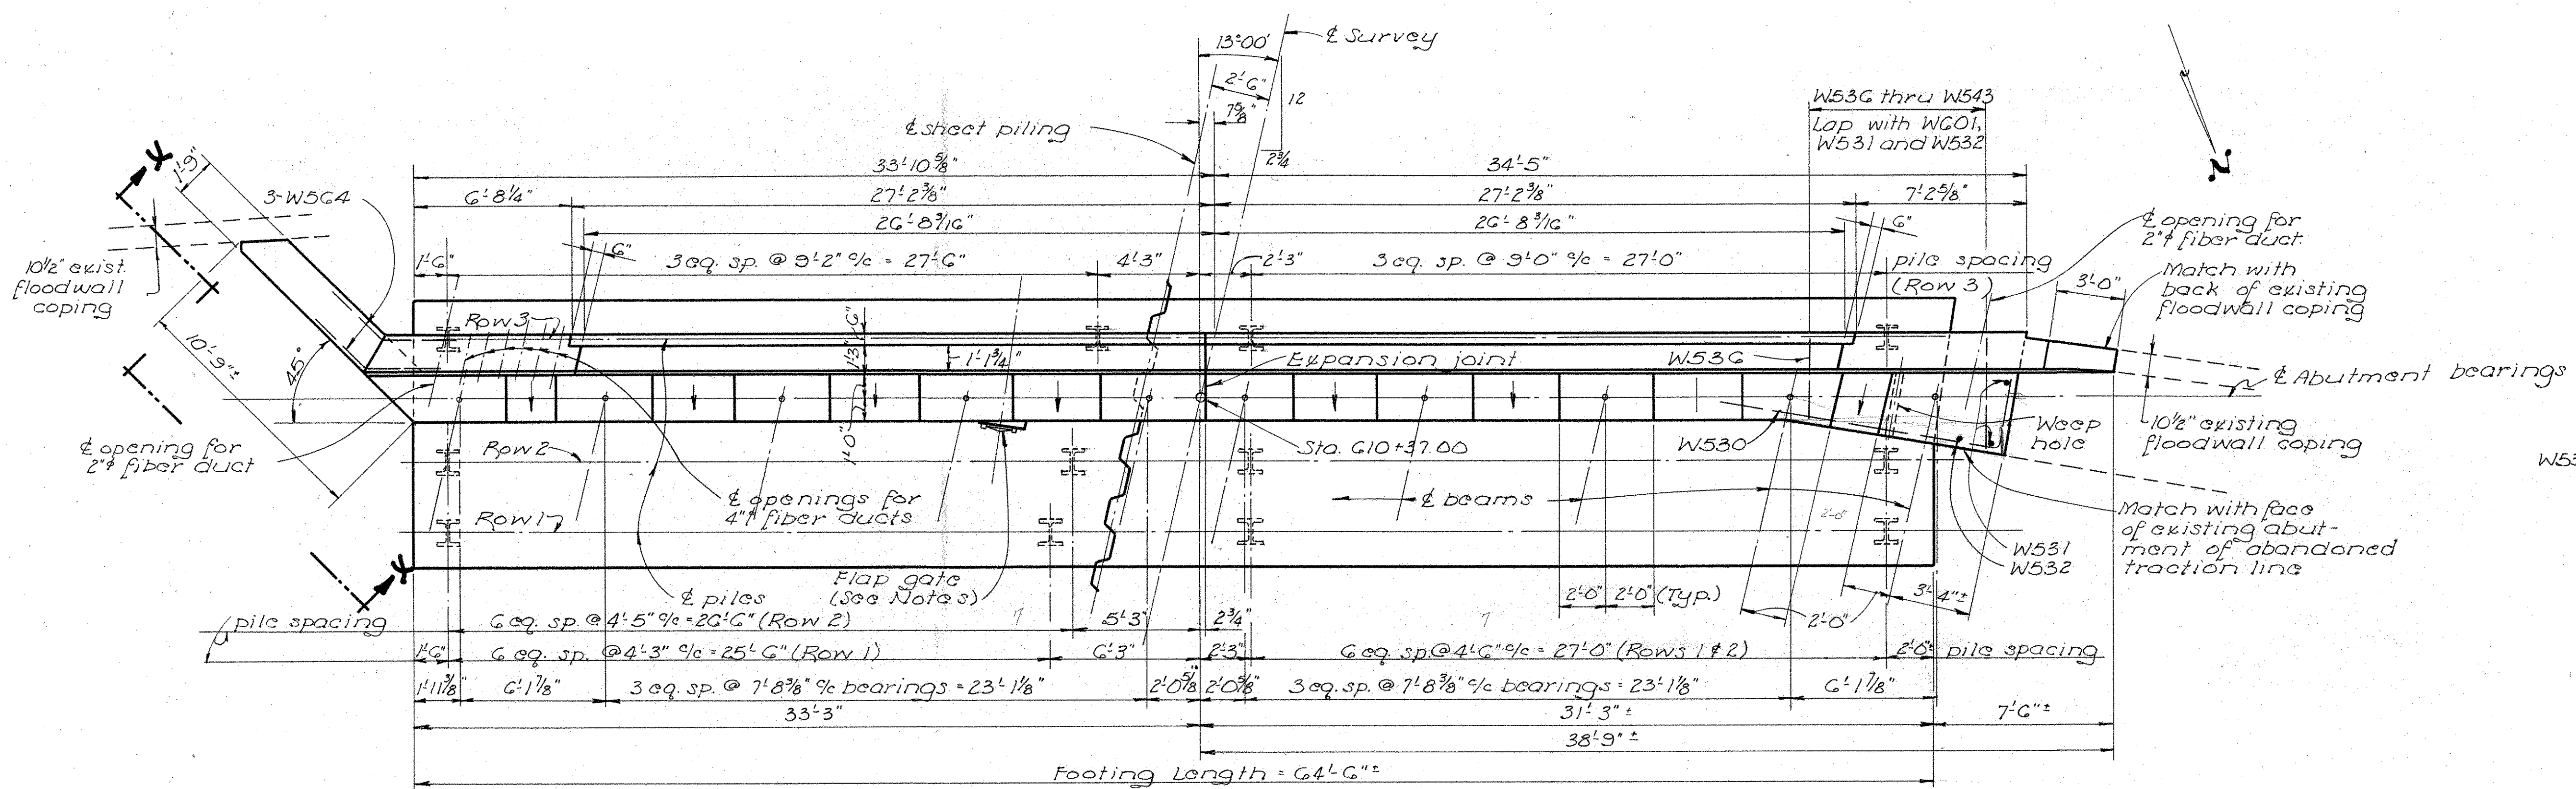 13°00'
℄ Survey
2'-6"
7⅝"
12
2¾
℄ sheet piling
W536 thru W543
Lap with W601,
W531 and W532
33'-10⅝"
34'-5"
6'-8¼"
27'-2⅜"
27'-2⅜"
7'-2⅝"
26'-8³⁄₁₆"
26'-8³⁄₁₆"
6"
6"
1'-6"
3 eq. sp. @ 9'-2" c/c = 27'-6"
4'-3"
2'-3"
3 eq. sp. @ 9'-0" c/c = 27'-0"
pile spacing
(Row 3)
℄ opening for
2"ϕ fiber duct
3'-0"
Match with
back of existing
floodwall coping
N
X
1'-9"
3-W564
10½" exist.
floodwall
coping
10'-9"±
45°
Row 3
6"
1'-3"
1'-1¾"
Expansion joint
W536
℄ Abutment bearings
1'-0"
℄ opening for
2"ϕ fiber duct
Row 2
Sta. 610+37.00
W530
Weep
hole
10½" existing
floodwall coping
W53
℄ openings for
4"ϕ fiber ducts
℄ beams
Row 1
2'-0"
Match with face
of existing abut-
ment of abandoned
traction line
W531
W532
X
℄ piles
Flap gate
(See Notes)
2'-0"
2'-0" (Typ.)
3'-4"±
2'-0"
pile spacing
6 eq. sp. @ 4'-5" c/c = 26'-6" (Row 2)
7
5'-3"
2¾"
7
1'-6"
6 eq. sp. @ 4'-3" c/c = 25'-6" (Row 1)
6'-3"
2'-3"
6 eq. sp. @ 4'-6" c/c = 27'-0" (Rows 1 & 2)
2'-0"
pile spacing
1'-11⅜"
6'-1⅞"
3 eq. sp. @ 7'-8⅜" c/c bearings = 23'-1⅛"
2'-0⅝"
2'-0⅝"
3 eq. sp. @ 7'-8⅜" c/c bearings = 23'-1⅛"
6'-1⅞"
33'-3"
31'-3"±
7'-6"±
38'-9"±
Footing Length = 64'-6"±